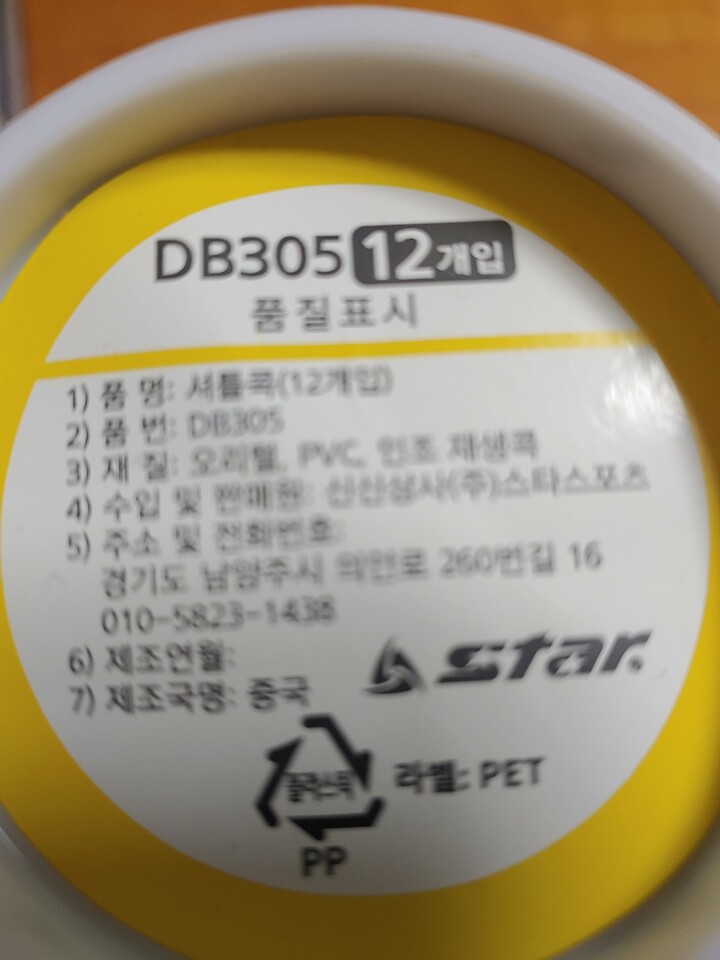 DB305 12개입
품질표시
1) 품 명: 셔틀콕(12개입)
2) 품 번: DB305
3) 재 질: 오리털, PVC, 인조 재생콕
4) 수입 및 판매원: 신신상사(주)스타스포츠
5) 주소 및 전화번호:
경기도 남양주시 의안로 260번길 16
010-5823-1438
6) 제조연월:
7) 제조국명: 중국
star.
플라스틱
라벨: PET
PP